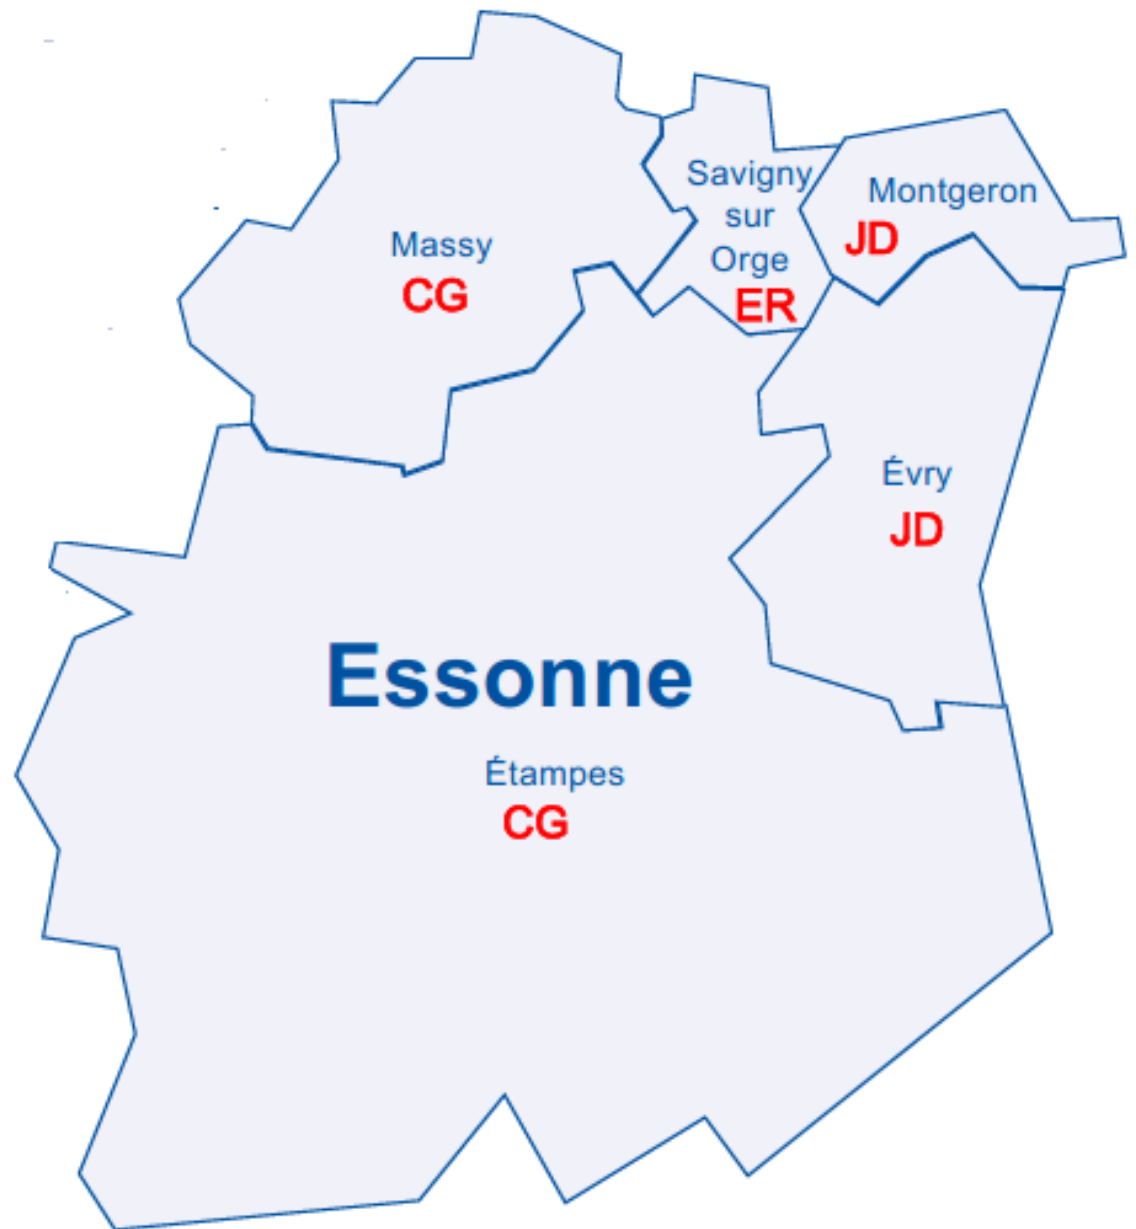 Savigny
sur
Orge
ER
Montgeron
JD
Massy
CG
Évry
JD
Essonne
Étampes
CG